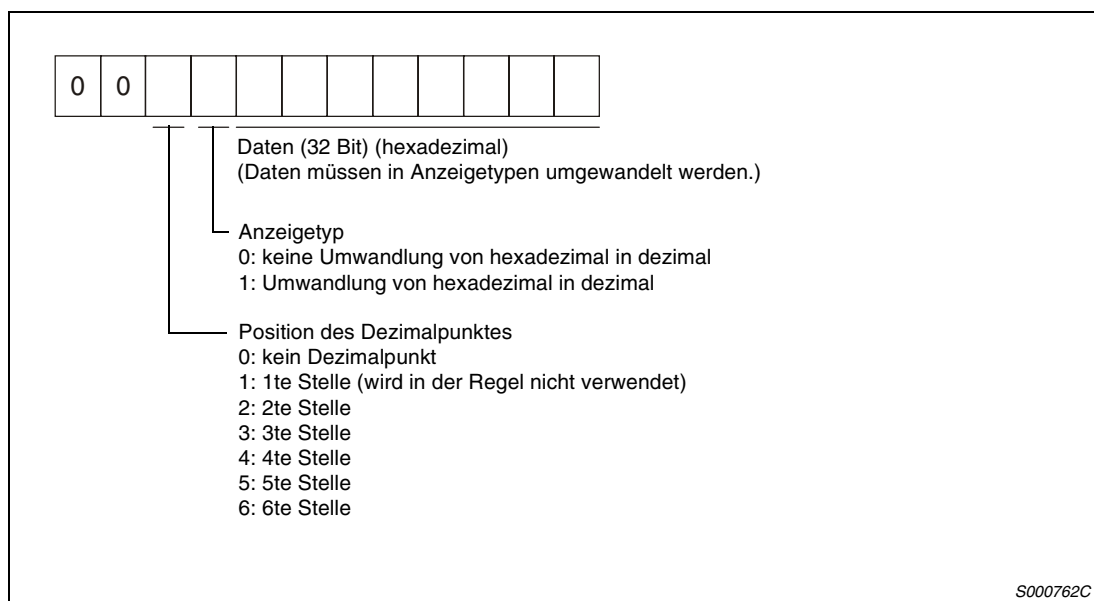 0 0
Daten (32 Bit) (hexadezimal)
(Daten müssen in Anzeigetypen umgewandelt werden.)
Anzeigetyp
0: keine Umwandlung von hexadezimal in dezimal
1: Umwandlung von hexadezimal in dezimal
Position des Dezimalpunktes
0: kein Dezimalpunkt
1: 1te Stelle (wird in der Regel nicht verwendet)
2: 2te Stelle
3: 3te Stelle
4: 4te Stelle
5: 5te Stelle
6: 6te Stelle
S000762C